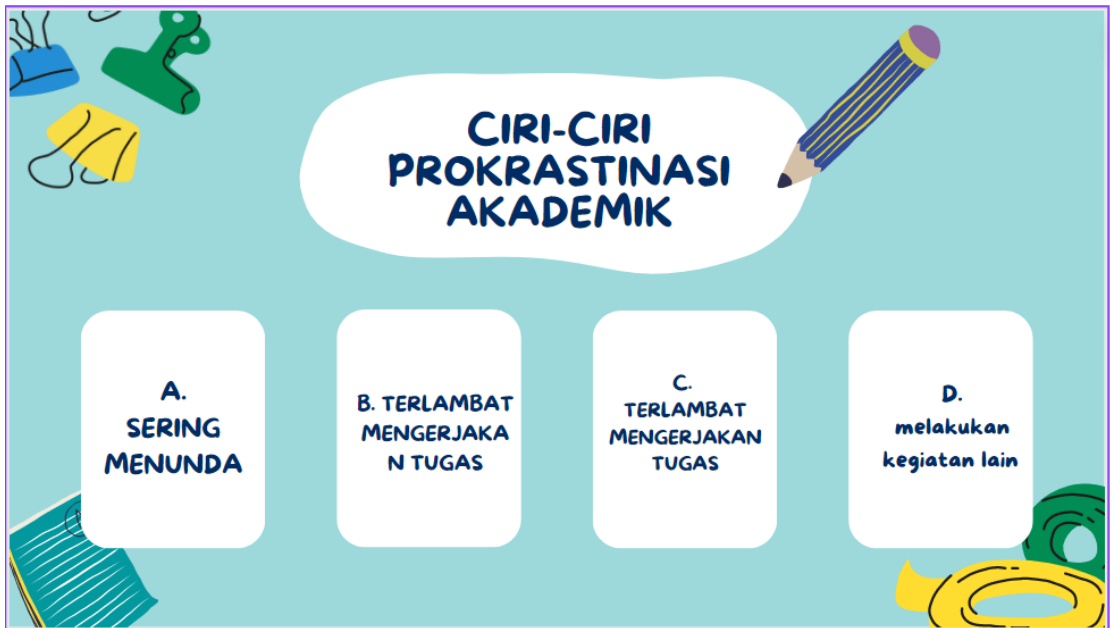 CIRI-CIRI
PROKRASTINASI
AKADEMIK
A.
SERING
MENUNDA
B. TERLAMBAT
MENGERJAKA
N TUGAS
C.
TERLAMBAT
MENGERJAKAN
TUGAS
D.
melakukan
kegiatan lain